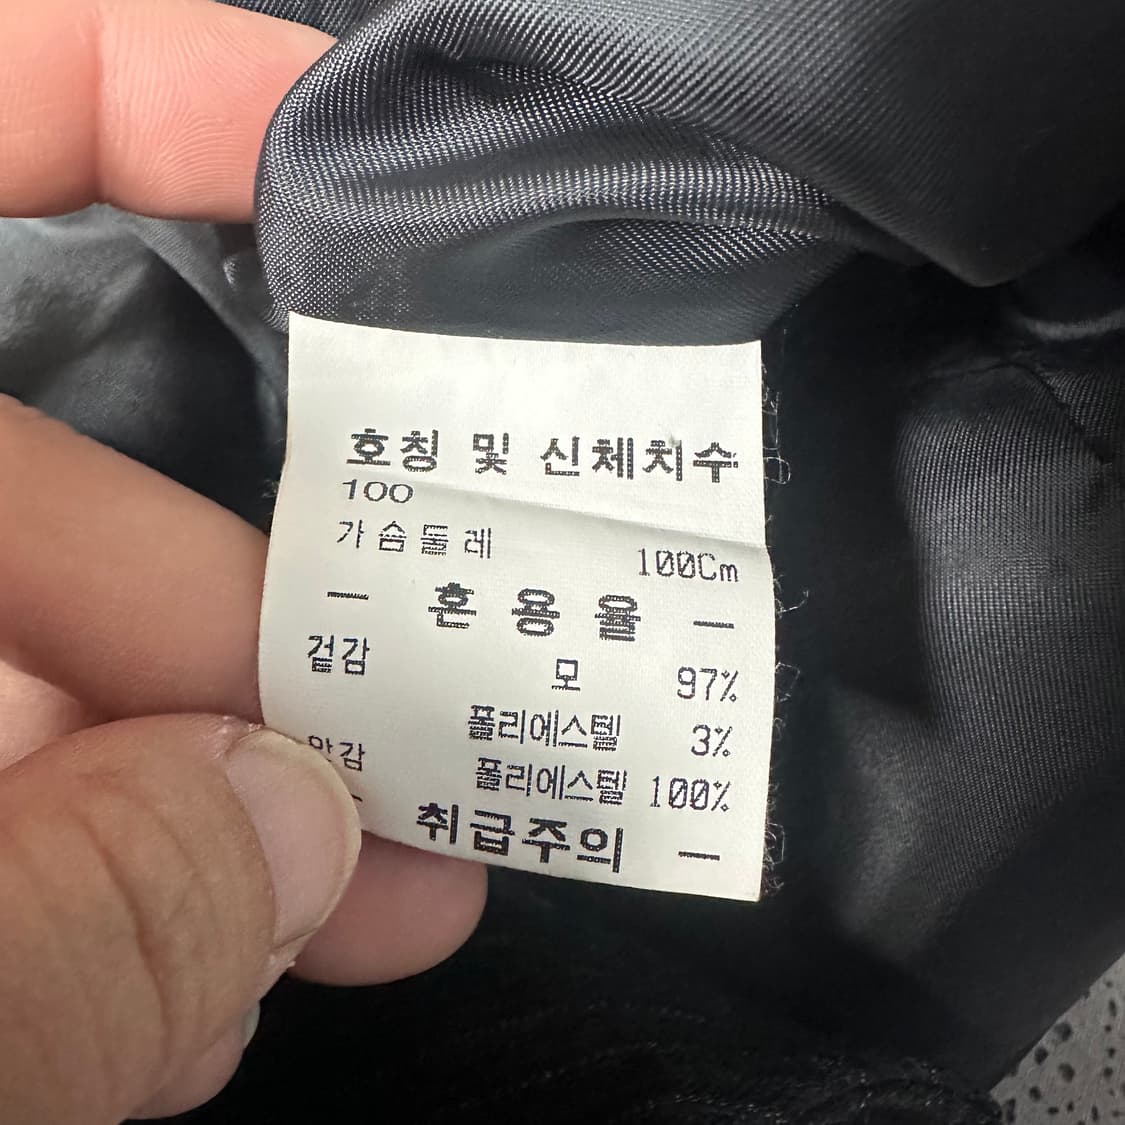 호칭 및 신체치수
100
가슴둘레 100Cm
— 혼용율 —
겉감 모 97%
폴리에스텔 3%
안감 폴리에스텔 100%
— 취급주의 —